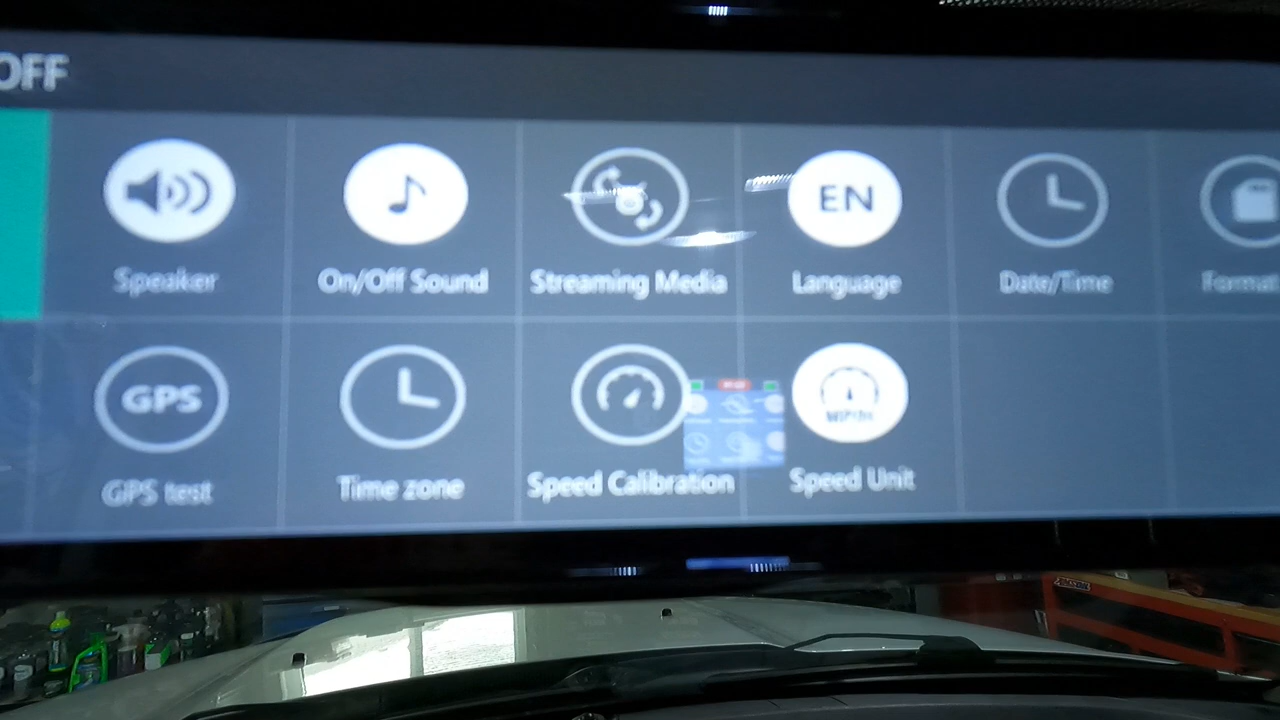 OFF
Speaker
On/Off Sound
Streaming Media
EN
Language
Date/Time
Format
GPS
GPS test
Time zone
Speed Calibration
Speed Unit